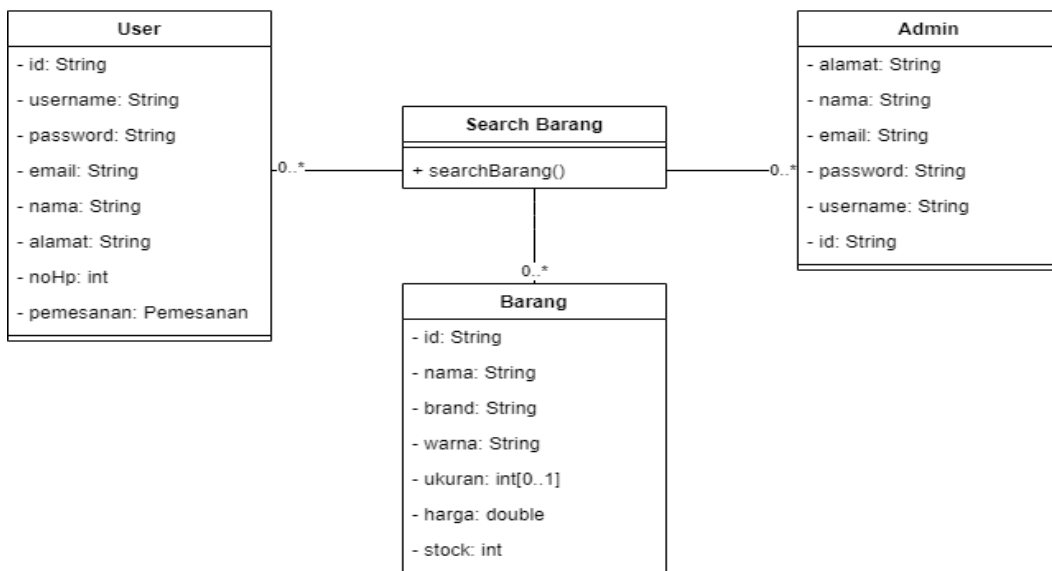 User
- id: String
- username: String
- password: String
- email: String
- nama: String
- alamat: String
- noHp: int
- pemesanan: Pemesanan
0..*
Search Barang
+ searchBarang()
0..*
Admin
- alamat: String
- nama: String
- email: String
- password: String
- username: String
- id: String
0..*
Barang
- id: String
- nama: String
- brand: String
- warna: String
- ukuran: int[0..1]
- harga: double
- stock: int